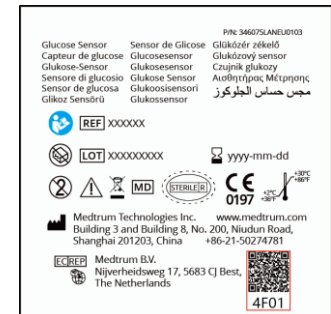 P/N: 346075LANEU0103
Glucose Sensor Sensor de Glicose Glükózér zékelő
Capteur de glucose Glucosesensor Glukózový sensor
Glukose-Sensor Glukosesensor Czujnik glukozy
Sensore di glucosio Glukose Sensor Αισθητήρας Μέτρησης
Sensor de glucosa Glukoosisensori مجس حساس الجلوكوز
Glikoz Sensörü Glukossensor
REF XXXXXX
LOT XXXXXXXXX yyyy-mm-dd
2 MD STERILE R CE 0197 +2°C +36°F +30°C +86°F
Medtrum Technologies Inc. www.medtrum.com
Building 3 and Building 8, No. 200, Niudun Road,
Shanghai 201203, China +86-21-50274781
EC REP Medtrum B.V.
Nijverheidsweg 17, 5683 CJ Best,
The Netherlands
4F01